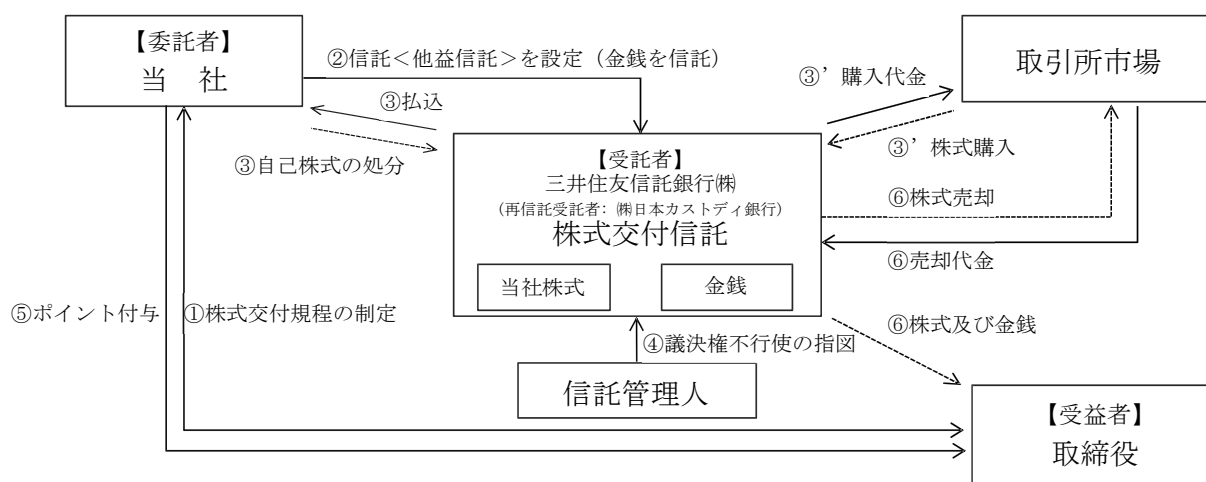 【委託者】
当　社
②信託＜他益信託＞を設定（金銭を信託）
取引所市場
③’ 購入代金
③払込
③’ 株式購入
③自己株式の処分
【受託者】
三井住友信託銀行㈱
(再信託受託者：㈱日本カストディ銀行)
株式交付信託
当社株式
金銭
⑥株式売却
⑥売却代金
⑤ポイント付与
①株式交付規程の制定
⑥株式及び金銭
④議決権不行使の指図
信託管理人
【受益者】
取締役